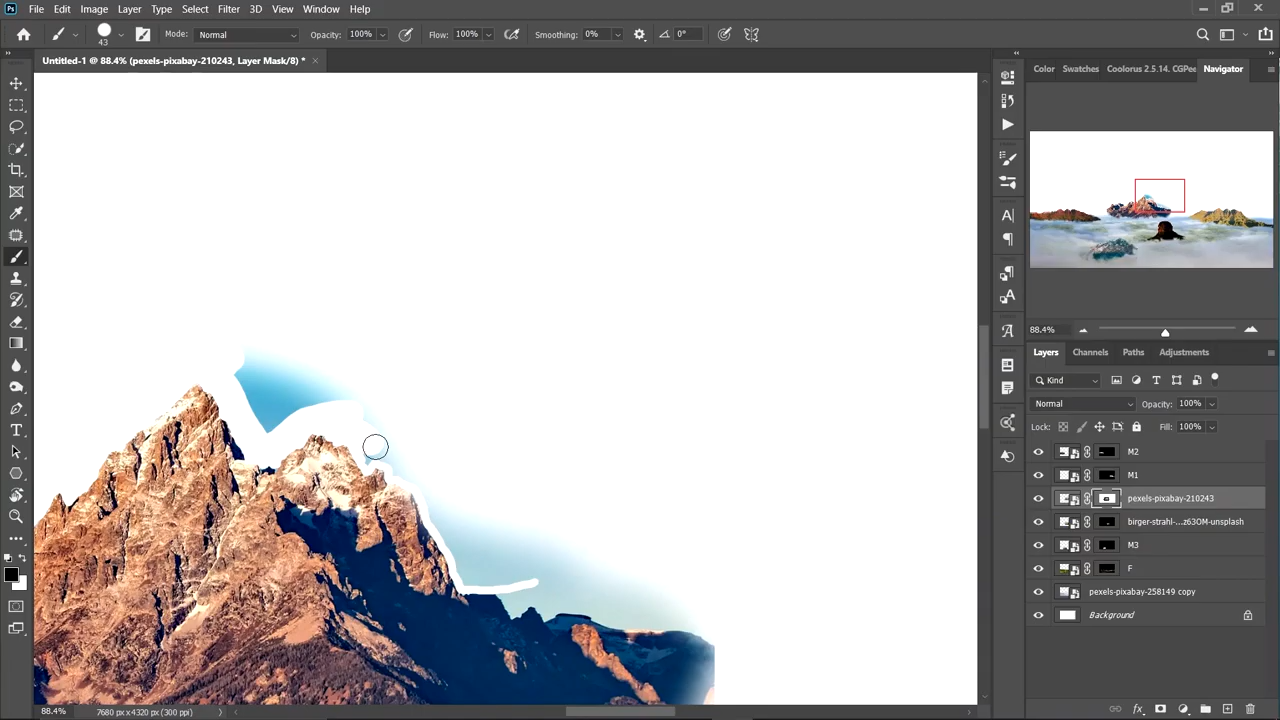 Ps File Edit Image Layer Type Select Filter 3D View Window Help
43 Mode: Normal Opacity: 100% Flow: 100% Smoothing: 0% 0°
Untitled-1 @ 88.4% (pexels-pixabay-210243, Layer Mask/8) *
Color Swatches Coolorus 2.5.14. CGPee Navigator
88.4%
Layers Channels Paths Adjustments
Kind
Normal Opacity: 100%
Lock: Fill: 100%
M2
M1
pexels-pixabay-210243
birger-strahl-...z63OM-unsplash
M3
F
pexels-pixabay-258149 copy
Background
88.4% 7680 px x 4320 px (300 ppi)